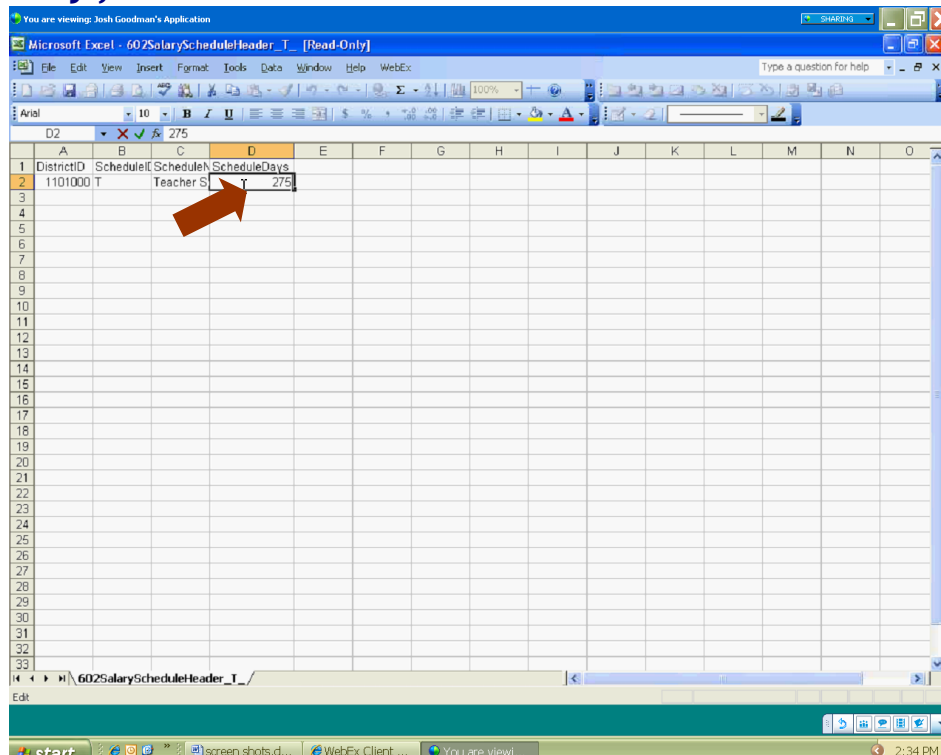 You are viewing: Josh Goodman's Application
SHARING
Microsoft Excel - 602SalaryScheduleHeader_T_ [Read-Only]
File Edit View Insert Format Tools Data Window Help WebEx
Type a question for help
100%
Arial 10 B I U $ % ,
D2 275
A B C D E F G H I J K L M N O
1 DistrictID ScheduleI ScheduleN ScheduleDays
2 1101000 T Teacher S 275
3
4
5
6
7
8
9
10
11
12
13
14
15
16
17
18
19
20
21
22
23
24
25
26
27
28
29
30
31
32
33
602SalaryScheduleHeader_T_
Edit
start screen shots.d... WebEx Client ... You are viewi... 2:34 PM